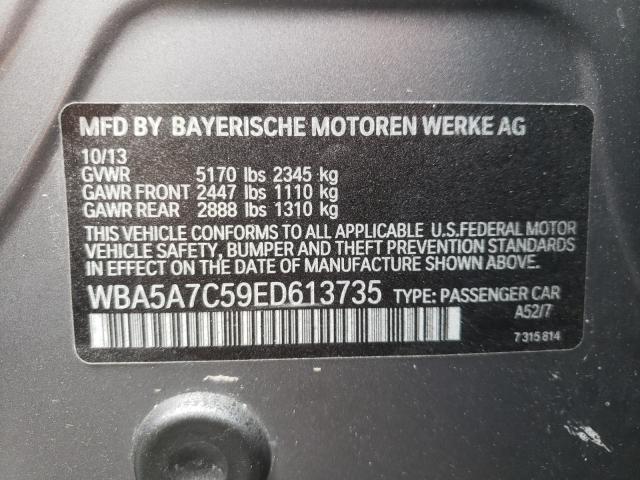 MFD BY BAYERISCHE MOTOREN WERKE AG
10/13
GVWR 5170 lbs 2345 kg
GAWR FRONT 2447 lbs 1110 kg
GAWR REAR 2888 lbs 1310 kg
THIS VEHICLE CONFORMS TO ALL APPLICABLE U.S.FEDERAL MOTOR
VEHICLE SAFETY, BUMPER AND THEFT PREVENTION STANDARDS
IN EFFECT ON THE DATE OF MANUFACTURE SHOWN ABOVE.
WBA5A7C59ED613735 TYPE: PASSENGER CAR
A52/7
7 315 814